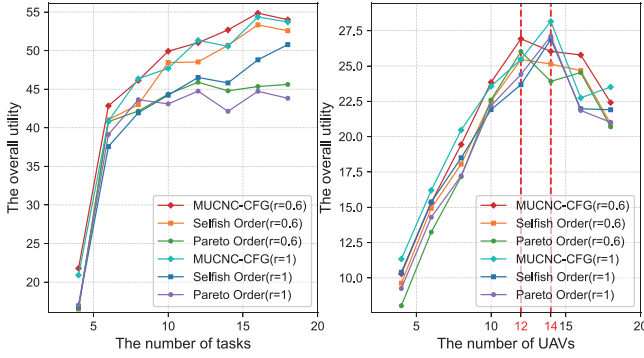 The overall utility
55
50
45
40
35
30
25
20
MUCNC-CFG(r=0.6)
Selfish Order(r=0.6)
Pareto Order(r=0.6)
MUCNC-CFG(r=1)
Selfish Order(r=1)
Pareto Order(r=1)
5
10
15
20
The number of tasks
The overall utility
27.5
25.0
22.5
20.0
17.5
15.0
12.5
10.0
MUCNC-CFG(r=0.6)
Selfish Order(r=0.6)
Pareto Order(r=0.6)
MUCNC-CFG(r=1)
Selfish Order(r=1)
Pareto Order(r=1)
5
10
12
14
15
20
The number of UAVs